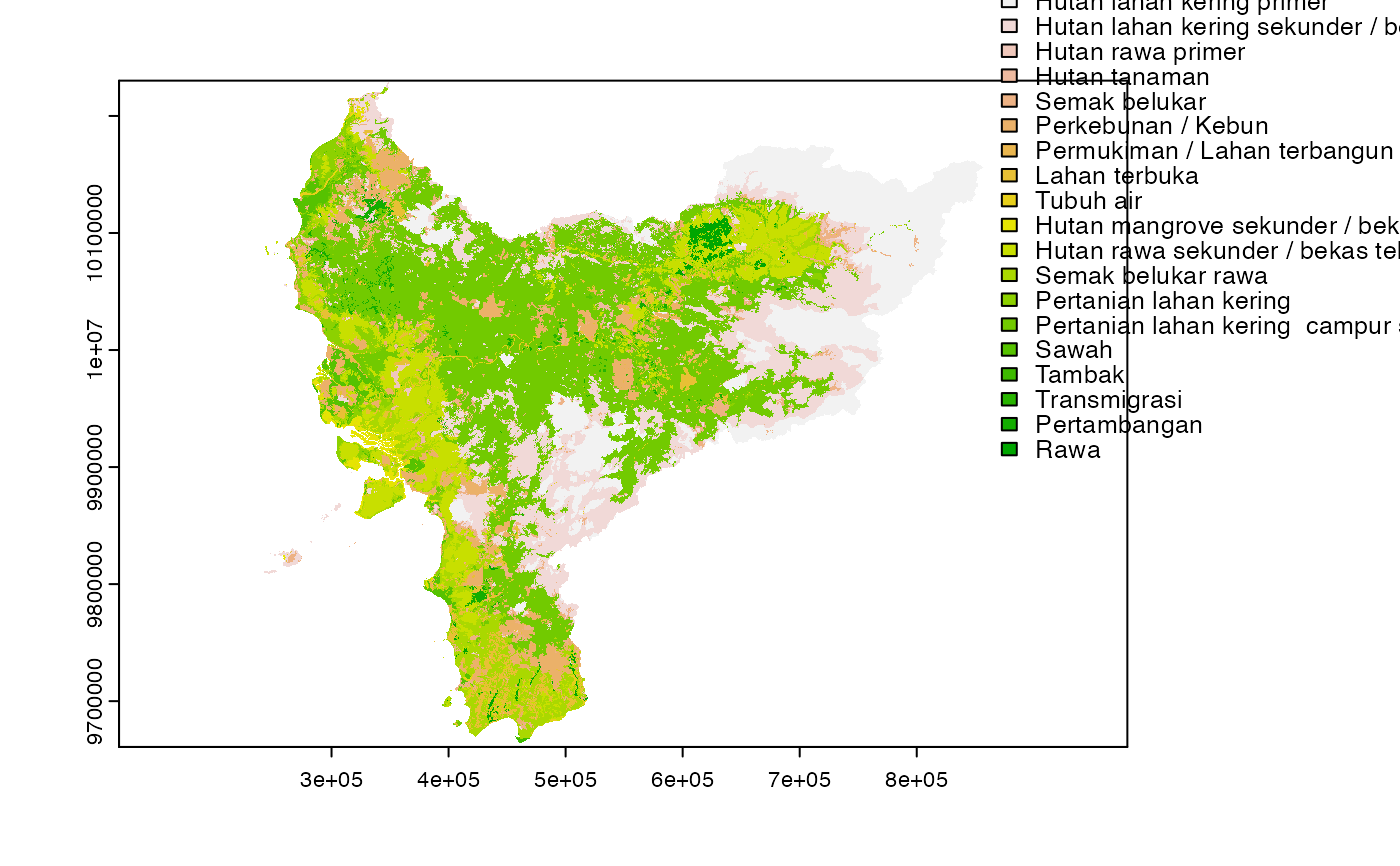 Hutan lahan kering primer
Hutan lahan kering sekunder / b
Hutan rawa primer
Hutan tanaman
Semak belukar
Perkebunan / Kebun
Permukiman / Lahan terbangun
Lahan terbuka
Tubuh air
Hutan mangrove sekunder / bek
Hutan rawa sekunder / bekas te
Semak belukar rawa
Pertanian lahan kering
Pertanian lahan kering campur
Sawah
Tambak
Transmigrasi
Pertambangan
Rawa
10100000
1e+07
9900000
9800000
9700000
3e+05
4e+05
5e+05
6e+05
7e+05
8e+05